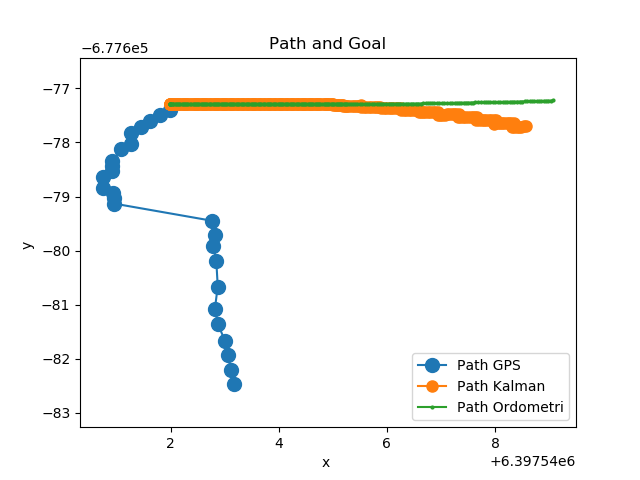 Path and Goal
−6.776e5
−77
−78
−79
−80
−81
−82
−83
y
2
4
6
8
x
+6.39754e6
Path GPS
Path Kalman
Path Ordometri